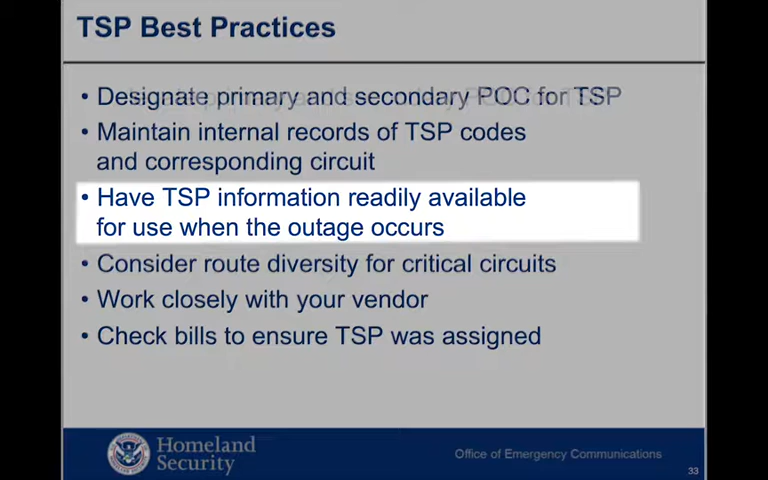 TSP Best Practices
• Designate primary and secondary POC for TSP
• Maintain internal records of TSP codes
and corresponding circuit
• Have TSP information readily available
for use when the outage occurs
• Consider route diversity for critical circuits
• Work closely with your vendor
• Check bills to ensure TSP was assigned
Homeland
Security
Office of Emergency Communications
33